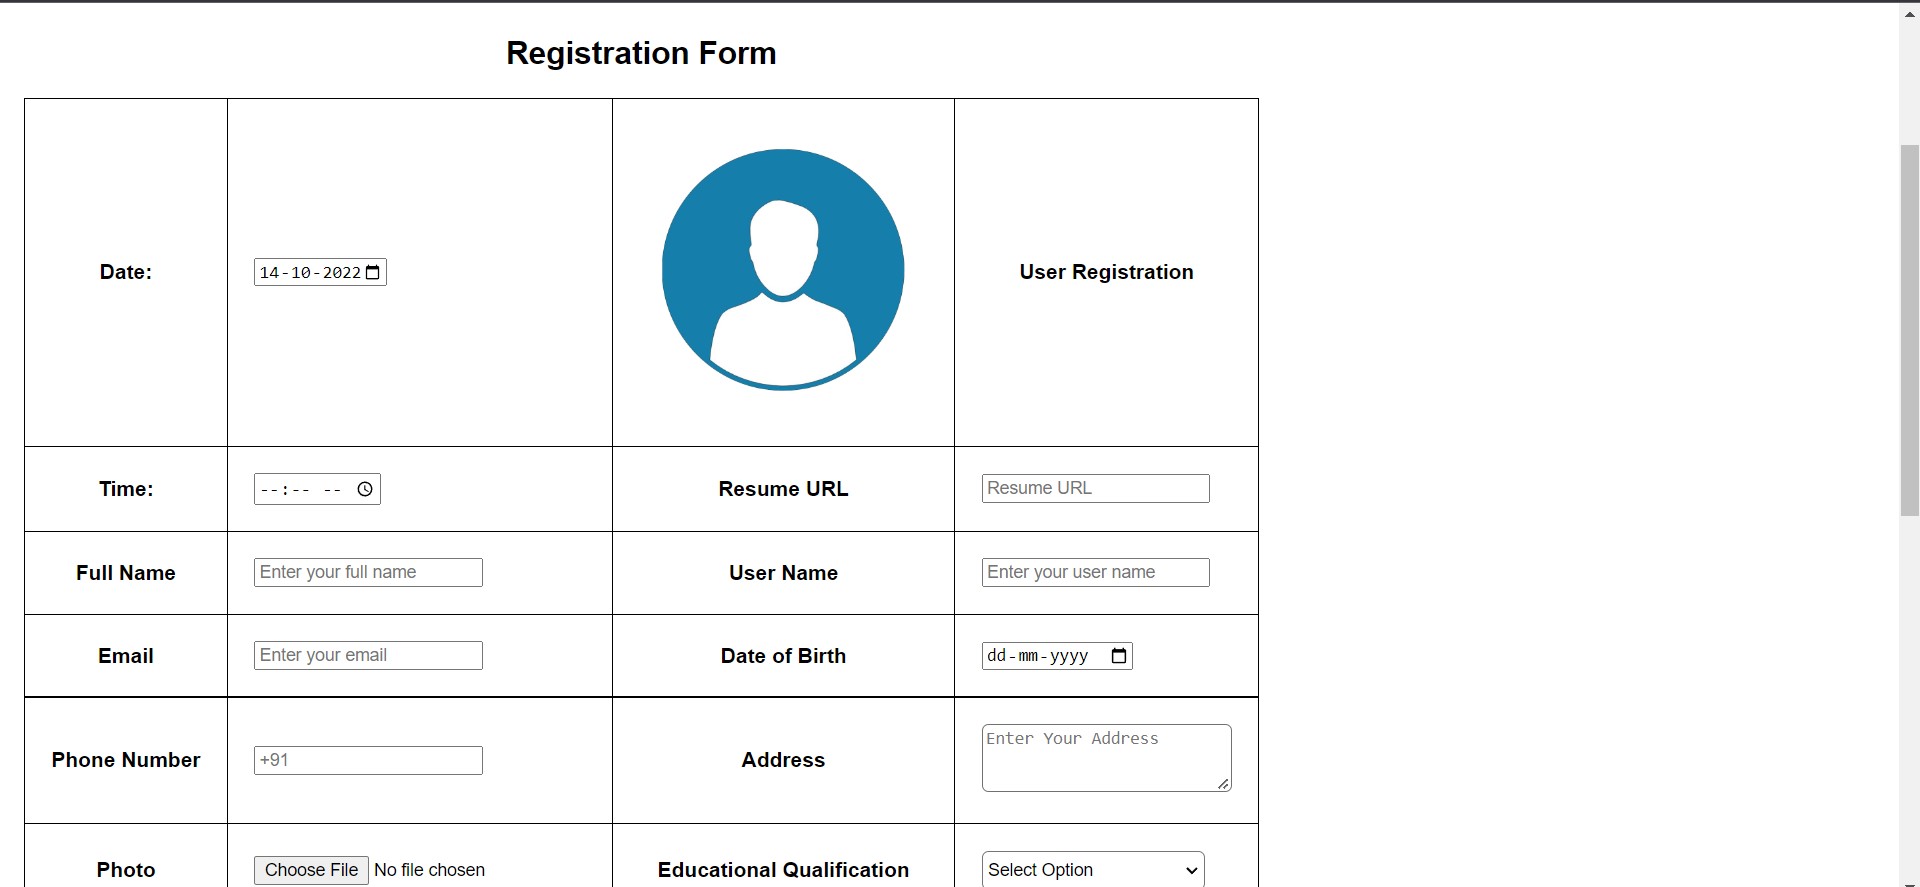 Registration Form
Date: 14-10-2022 User Registration
Time: --:-- -- Resume URL Resume URL
Full Name Enter your full name User Name Enter your user name
Email Enter your email Date of Birth dd-mm-yyyy
Phone Number +91 Address Enter Your Address
Photo Choose File No file chosen Educational Qualification Select Option